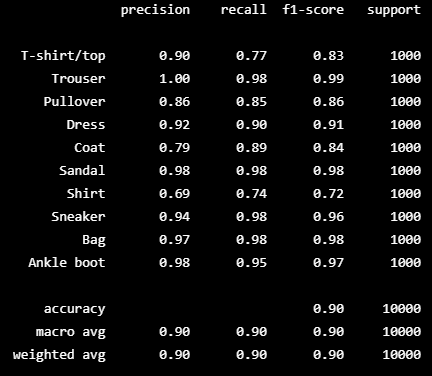 precision recall f1-score support
T-shirt/top 0.90 0.77 0.83 1000
Trouser 1.00 0.98 0.99 1000
Pullover 0.86 0.85 0.86 1000
Dress 0.92 0.90 0.91 1000
Coat 0.79 0.89 0.84 1000
Sandal 0.98 0.98 0.98 1000
Shirt 0.69 0.74 0.72 1000
Sneaker 0.94 0.98 0.96 1000
Bag 0.97 0.98 0.98 1000
Ankle boot 0.98 0.95 0.97 1000
accuracy 0.90 10000
macro avg 0.90 0.90 0.90 10000
weighted avg 0.90 0.90 0.90 10000